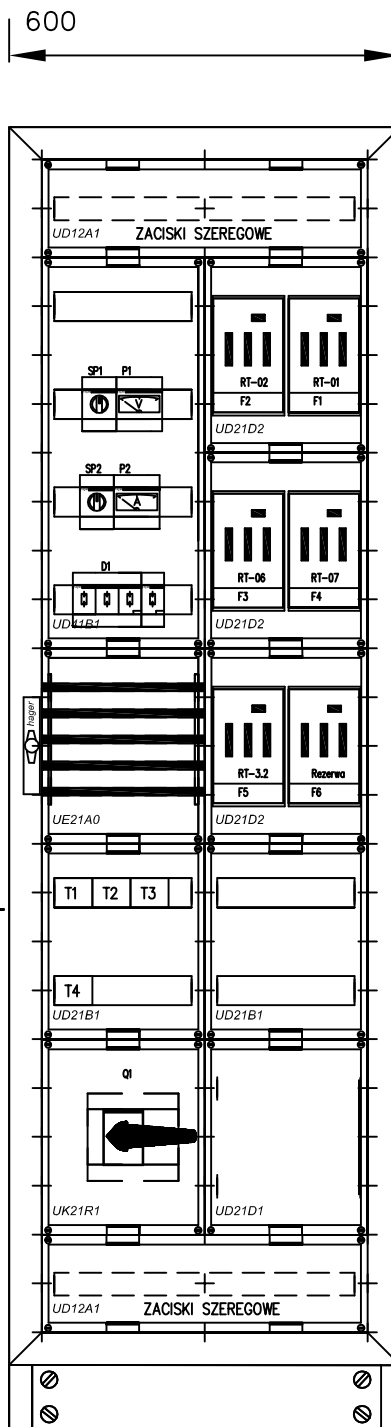 600
UD12A1 ZACISKI SZEREGOWE
SP1 P1
V
RT-02 RT-01
F2 F1
UD21D2
SP2 P2
A
D1
RT-06 RT-07
F3 F4
UD41B1 UD21D2
hager
RT-3.2 Rezerwa
F5 F6
UE21A0 UD21D2
T1 T2 T3
T4
UD21B1 UD21B1
Q1
UK21R1 UD21D1
UD12A1 ZACISKI SZEREGOWE